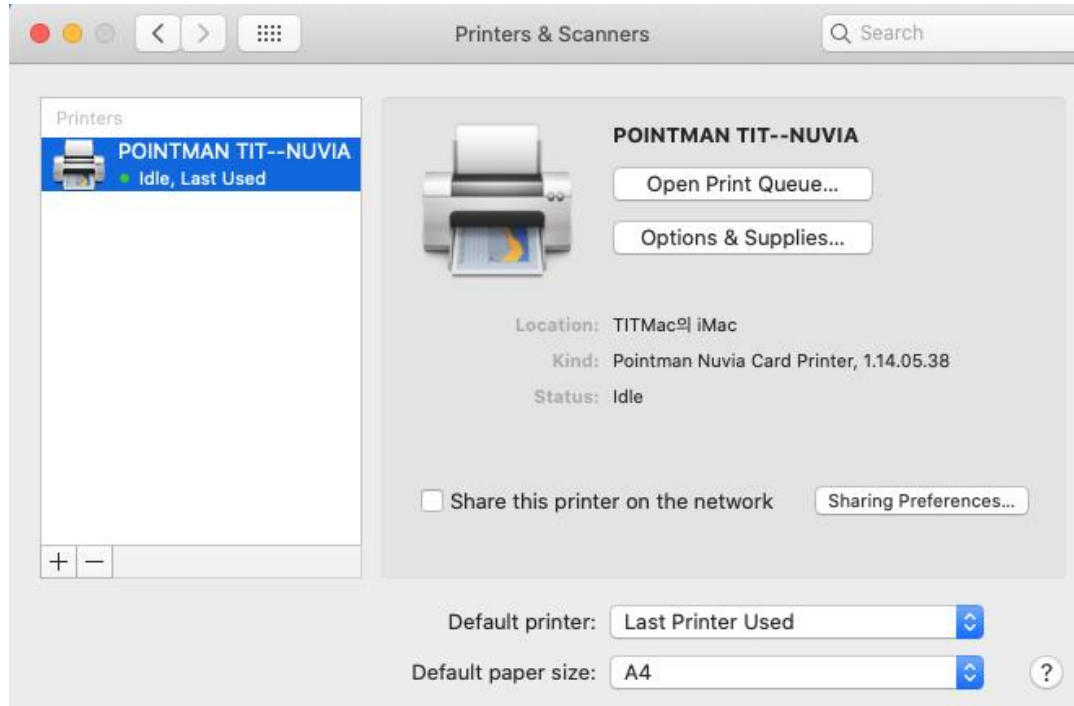 Printers & Scanners
Search
Printers
POINTMAN TIT--NUVIA
Idle, Last Used
POINTMAN TIT--NUVIA
Open Print Queue...
Options & Supplies...
Location: TITMac의 iMac
Kind: Pointman Nuvia Card Printer, 1.14.05.38
Status: Idle
Share this printer on the network
Sharing Preferences...
+ −
Default printer: Last Printer Used
Default paper size: A4
?